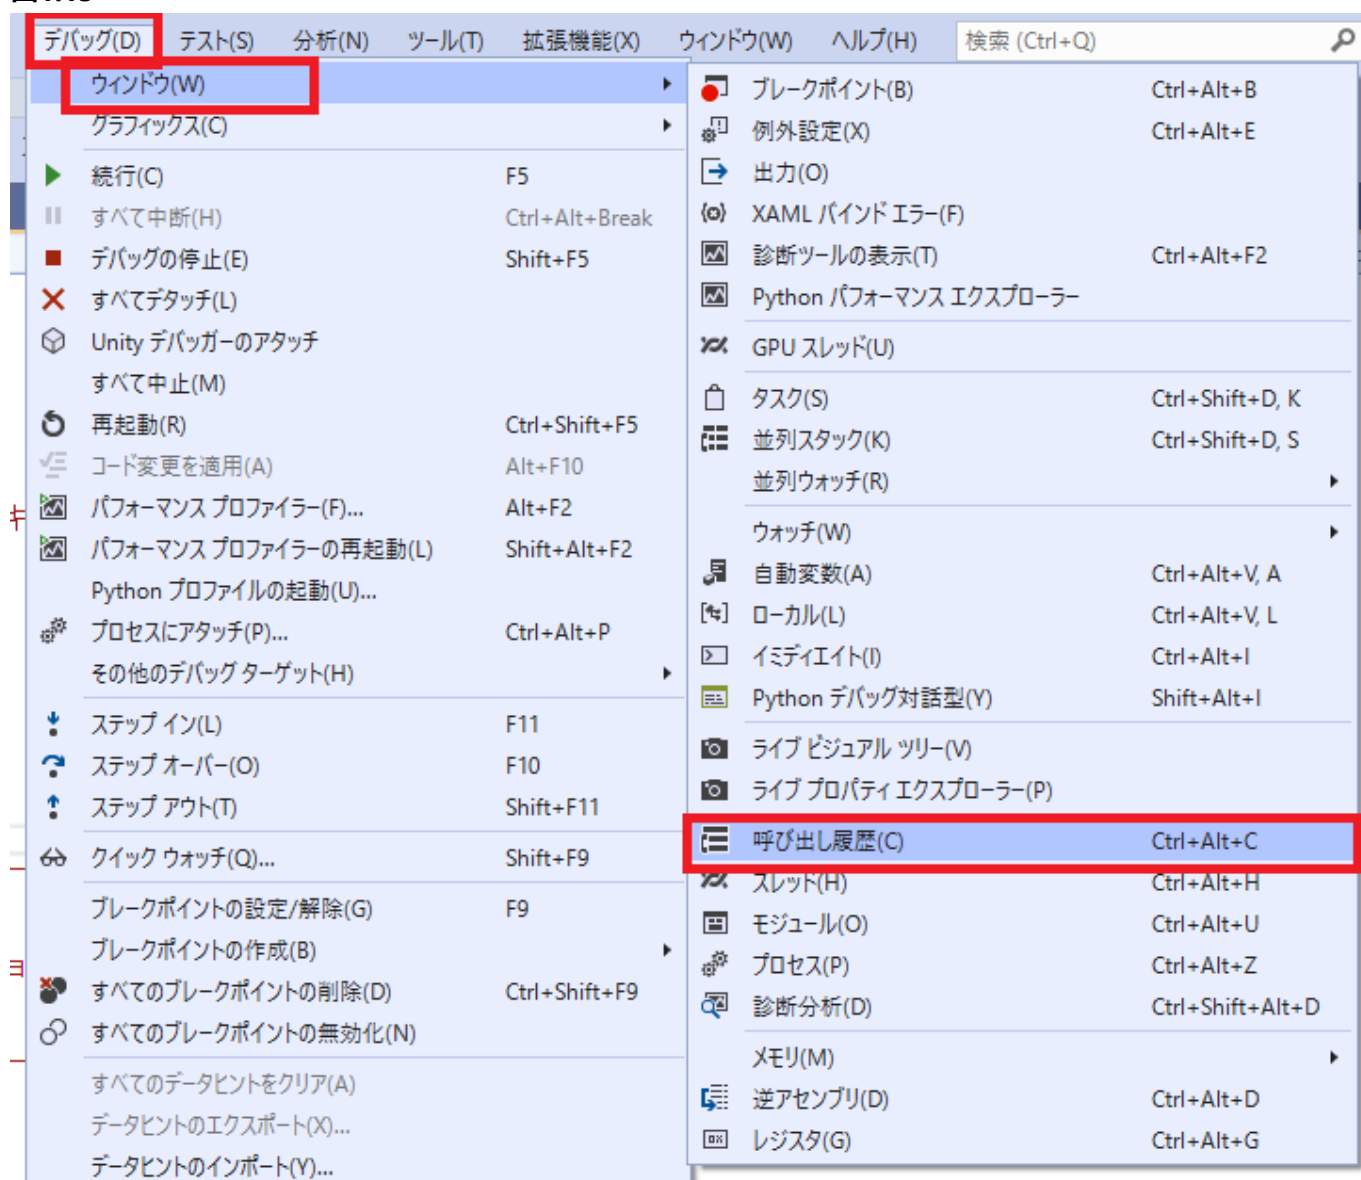 デバッグ(D) テスト(S) 分析(N) ツール(T) 拡張機能(X) ウィンドウ(W) ヘルプ(H) 検索 (Ctrl+Q)
ウィンドウ(W)
グラフィックス(C)
続行(C) F5
すべて中断(H) Ctrl+Alt+Break
デバッグの停止(E) Shift+F5
すべてデタッチ(L)
Unity デバッガーのアタッチ
すべて中止(M)
再起動(R) Ctrl+Shift+F5
コード変更を適用(A) Alt+F10
パフォーマンス プロファイラー(F)... Alt+F2
パフォーマンス プロファイラーの再起動(L) Shift+Alt+F2
Python プロファイルの起動(U)...
プロセスにアタッチ(P)... Ctrl+Alt+P
その他のデバッグ ターゲット(H)
ステップ イン(L) F11
ステップ オーバー(O) F10
ステップ アウト(T) Shift+F11
クイック ウォッチ(Q)... Shift+F9
ブレークポイントの設定/解除(G) F9
ブレークポイントの作成(B)
すべてのブレークポイントの削除(D) Ctrl+Shift+F9
すべてのブレークポイントの無効化(N)
すべてのデータヒントをクリア(A)
データヒントのエクスポート(X)...
データヒントのインポート(Y)...
ブレークポイント(B) Ctrl+Alt+B
例外設定(X) Ctrl+Alt+E
出力(O)
XAML バインド エラー(F)
診断ツールの表示(T) Ctrl+Alt+F2
Python パフォーマンス エクスプローラー
GPU スレッド(U)
タスク(S) Ctrl+Shift+D, K
並列スタック(K) Ctrl+Shift+D, S
並列ウォッチ(R)
ウォッチ(W)
自動変数(A) Ctrl+Alt+V, A
ローカル(L) Ctrl+Alt+V, L
イミディエイト(I) Ctrl+Alt+I
Python デバッグ対話型(Y) Shift+Alt+I
ライブ ビジュアル ツリー(V)
ライブ プロパティ エクスプローラー(P)
呼び出し履歴(C) Ctrl+Alt+C
スレッド(H) Ctrl+Alt+H
モジュール(O) Ctrl+Alt+U
プロセス(P) Ctrl+Alt+Z
診断分析(D) Ctrl+Shift+Alt+D
メモリ(M)
逆アセンブリ(D) Ctrl+Alt+D
レジスタ(G) Ctrl+Alt+G